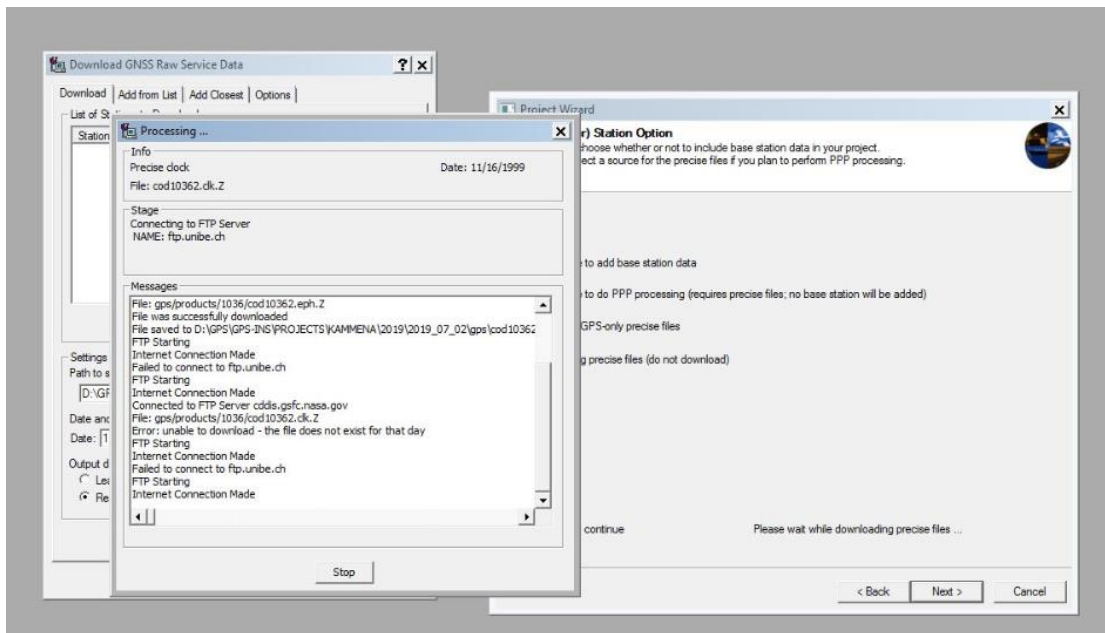 Download GNSS Raw Service Data
Download
Add from List
Add Closest
Options
List of
Station
Processing ...
Info
Precise clock
Date: 11/16/1999
File: cod10362.clk.Z
Stage
Connecting to FTP Server
NAME: ftp.unibe.ch
Messages
File: gps/products/1036/cod10362.eph.Z
File was successfully downloaded
File saved to D:\GPS\GPS-INS\PROJECTS\KAMMENA\2019\2019_07_02\gps\cod10362
FTP Starting
Internet Connection Made
Failed to connect to ftp.unibe.ch
FTP Starting
Internet Connection Made
Connected to FTP Server cddis.gsfc.nasa.gov
File: gps/products/1036/cod10362.clk.Z
Error: unable to download - the file does not exist for that day
FTP Starting
Internet Connection Made
Failed to connect to ftp.unibe.ch
FTP Starting
Internet Connection Made
Stop
Settings
Path to s
D:\GF
Date and
Date: 1
Output d
Le
Re
Project Wizard
r) Station Option
hoose whether or not to include base station data in your project.
ect a source for the precise files if you plan to perform PPP processing.
to add base station data
to do PPP processing (requires precise files; no base station will be added)
GPS-only precise files
g precise files (do not download)
continue
Please wait while downloading precise files ...
< Back
Next >
Cancel